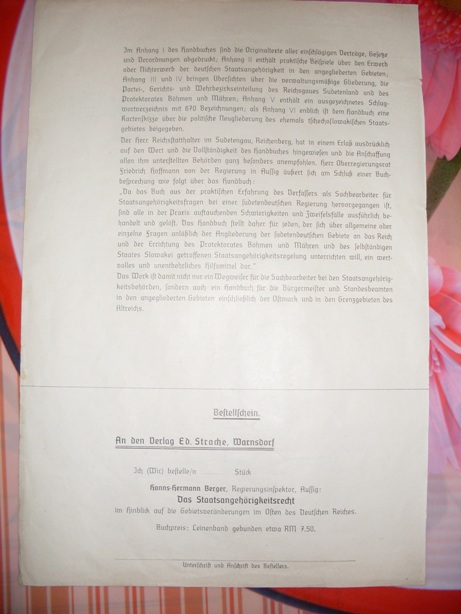 Im Anhang I des Handbuches sind die Originaltexte aller einschlägigen Verträge, Gesetze
und Verordnungen abgedruckt; Anhang II enthält praktische Beispiele über den Erwerb
oder Nichterwerb der deutschen Staatsangehörigkeit in den angegliederten Gebieten;
Anhang III und IV bringen Übersichten über die verwaltungsmäßige Gliederung, die
Partei-, Gerichts- und Wehrbezirkseinteilung des Reichsgaues Sudetenland und des
Protektorates Böhmen und Mähren; Anhang V enthält ein ausgezeichnetes Schlag-
wortverzeichnis mit 670 Bezeichnungen; als Anhang VI endlich ist dem Handbuch eine
Kartenskizze über die politische Neugliederung des ehemals tschechoslowakischen Staats-
gebietes beigegeben.
Der Herr Reichsstatthalter im Sudetengau, Reichenberg, hat in einem Erlaß ausdrücklich
auf den Wert und die Vollständigkeit des Handbuches hingewiesen und die Anschaffung
allen ihm unterstellten Behörden ganz besonders anempfohlen. Herr Oberregierungsrat
Friedrich Hoffmann von der Regierung in Aussig äußert sich am Schluß einer Buch-
besprechung wie folgt über das Handbuch:
„Da das Buch aus der praktischen Erfahrung des Verfassers als Sachbearbeiter für
Staatsangehörigkeitsfragen bei einer sudetendeutschen Regierung hervorgegangen ist,
sind alle in der Praxis auftauchenden Schwierigkeiten und Zweifelsfälle ausführlich be-
handelt und gelöst. Das Handbuch stellt daher für jeden, der sich über allgemeine oder
einzelne Fragen anläßlich der Angliederung der sudetendeutschen Gebiete an das Reich
und der Errichtung des Protektorates Böhmen und Mähren und des selbständigen
Staates Slowakei getroffenen Staatsangehörigkeitsregelung unterrichten will, ein wert-
volles und unentbehrliches Hilfsmittel dar.“
Das Werk ist damit nicht nur ein Wegweiser für die Sachbearbeiter bei den Staatsangehörig-
keitsbehörden, sondern auch ein Handbuch für die Bürgermeister und Standesbeamten
in den angegliederten Gebieten einschließlich der Ostmark und in den Grenzgebieten des
Altreichs.
Bestellschein.
An den Verlag Ed. Strache, Warnsdorf
Ich (Wir) bestelle/n ........ Stück
Hanns-Hermann Berger, Regierungsinspektor, Aussig:
Das Staatsangehörigkeitsrecht
im Hinblick auf die Gebietsveränderungen im Osten des Deutschen Reiches.
Buchpreis: Leinenband gebunden etwa RM 7.50.
Unterschrift und Anschrift des Bestellers.